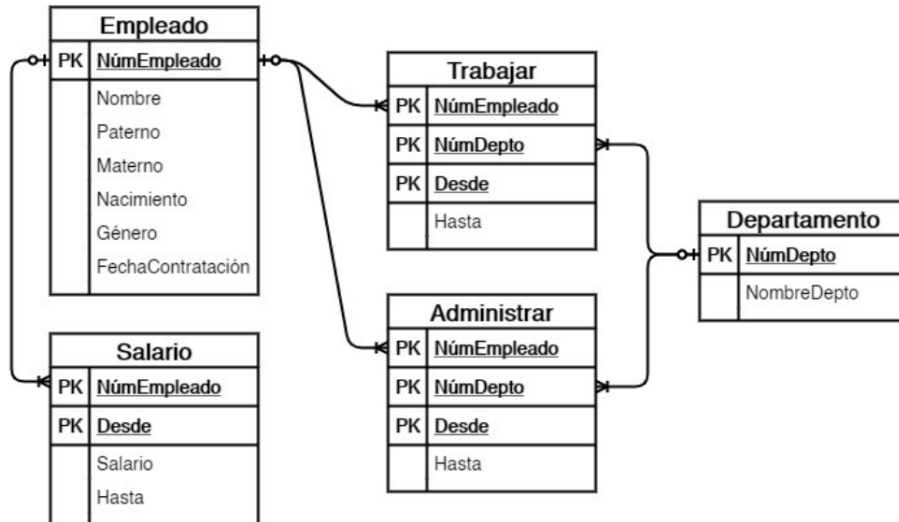 Empleado
PK NúmEmpleado
Nombre
Paterno
Materno
Nacimiento
Género
FechaContratación
Salario
PK NúmEmpleado
PK Desde
Salario
Hasta
Trabajar
PK NúmEmpleado
PK NúmDepto
PK Desde
Hasta
Administrar
PK NúmEmpleado
PK NúmDepto
PK Desde
Hasta
Departamento
PK NúmDepto
NombreDepto